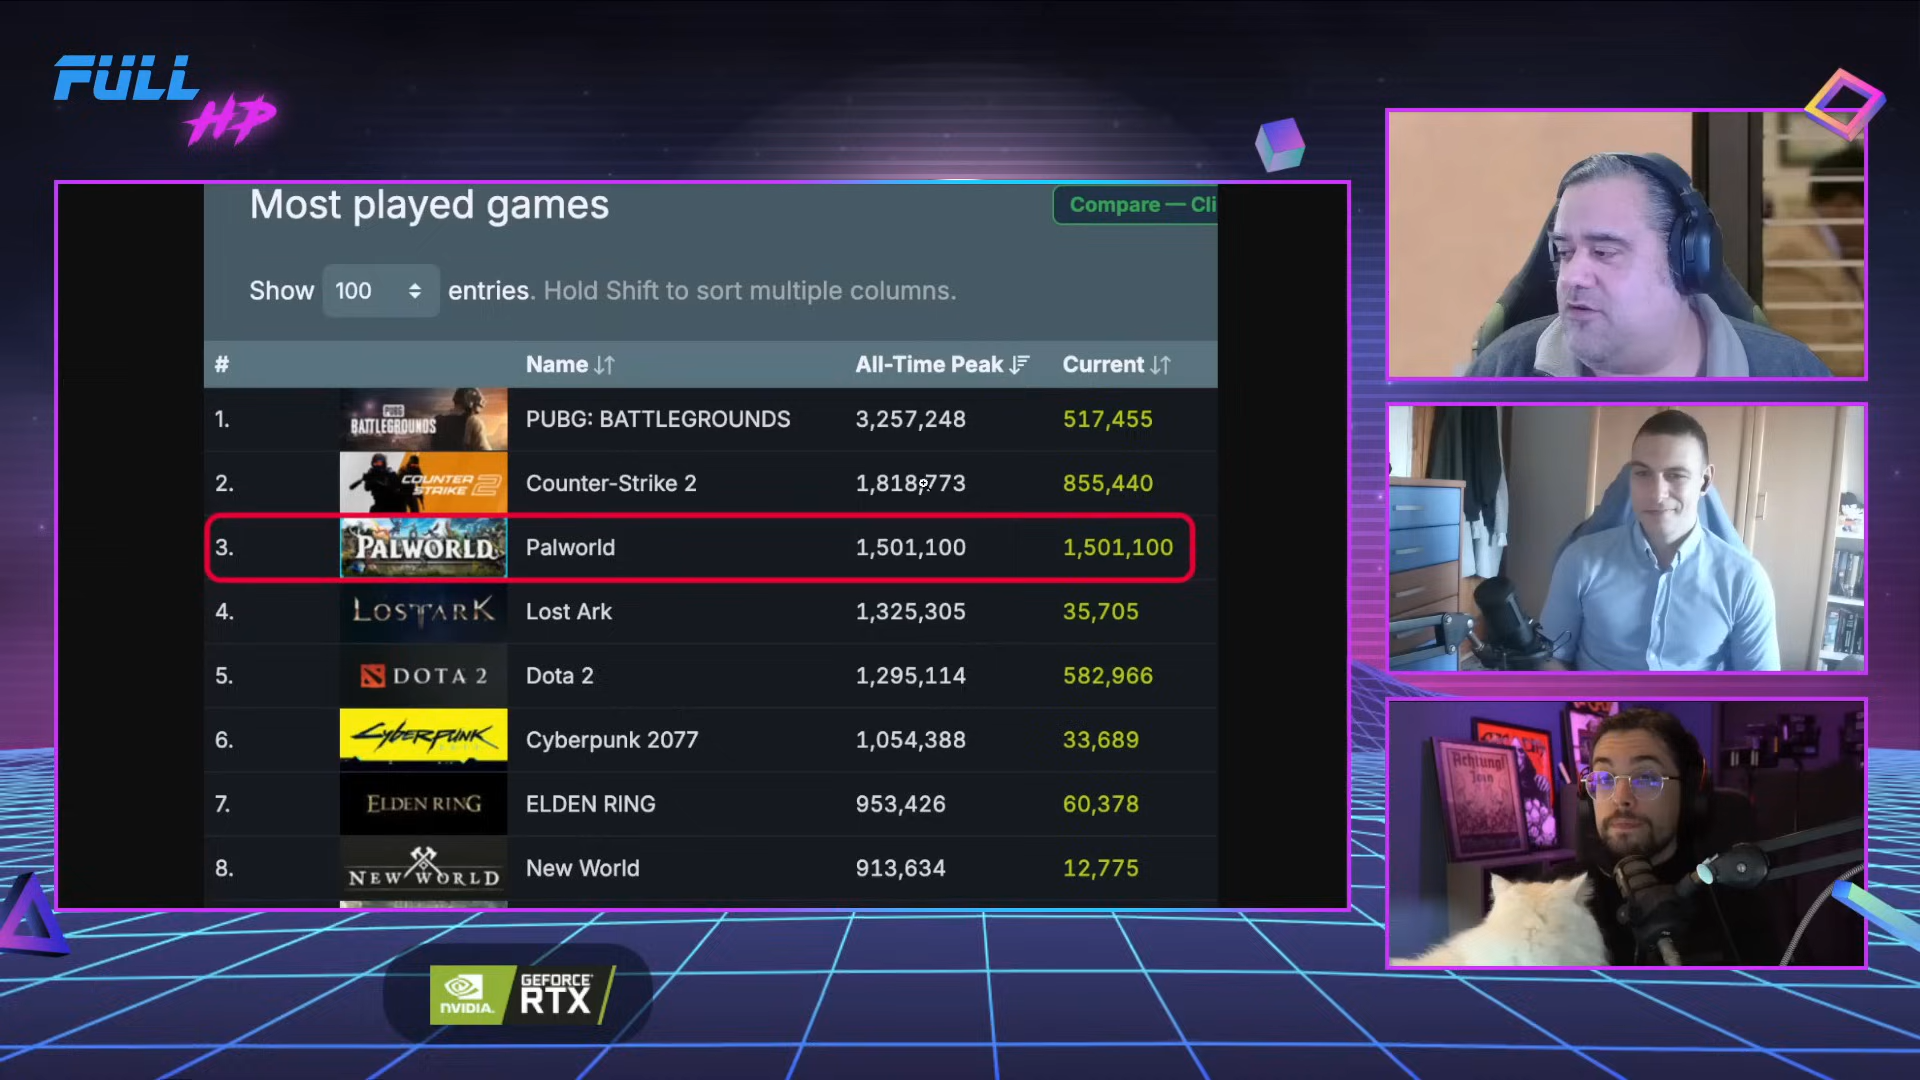 FULL
HP
Most played games
Compare — Cli
Show 100 entries. Hold Shift to sort multiple columns.
# Name All-Time Peak Current
1. PUBG BATTLEGROUNDS PUBG: BATTLEGROUNDS 3,257,248 517,455
2. COUNTER STRIKE 2 Counter-Strike 2 1,818,773 855,440
3. PALWORLD Palworld 1,501,100 1,501,100
4. LOST ARK Lost Ark 1,325,305 35,705
5. DOTA 2 Dota 2 1,295,114 582,966
6. CYBERPUNK Cyberpunk 2077 1,054,388 33,689
7. ELDEN RING ELDEN RING 953,426 60,378
8. NEW WORLD New World 913,634 12,775
Achtung!
Join
NVIDIA. GEFORCE RTX